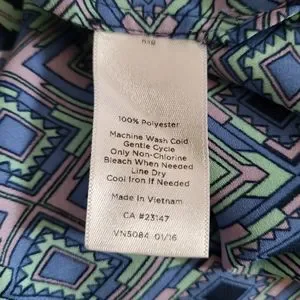 100% Polyester
Machine Wash Cold
Gentle Cycle
Only Non-Chlorine
Bleach When Needed
Line Dry
Cool Iron If Needed
Made In Vietnam
CA #23147
VN5084 01/16